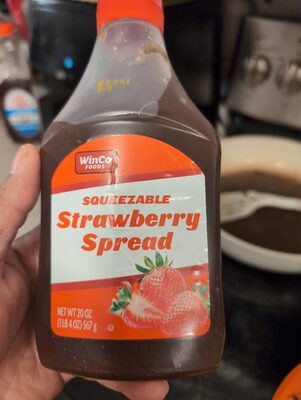 WinCo
FOODS
SQUEEZABLE
Strawberry
Spread
NET WT 20 OZ
(1 LB 4 OZ) 567 g